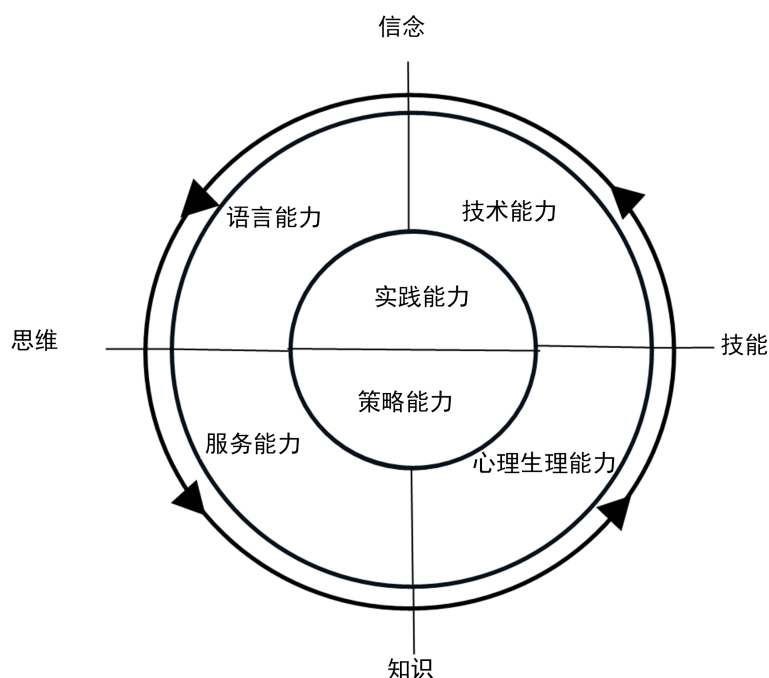 信念
语言能力
技术能力
实践能力
思维
技能
策略能力
服务能力
心理生理能力
知识